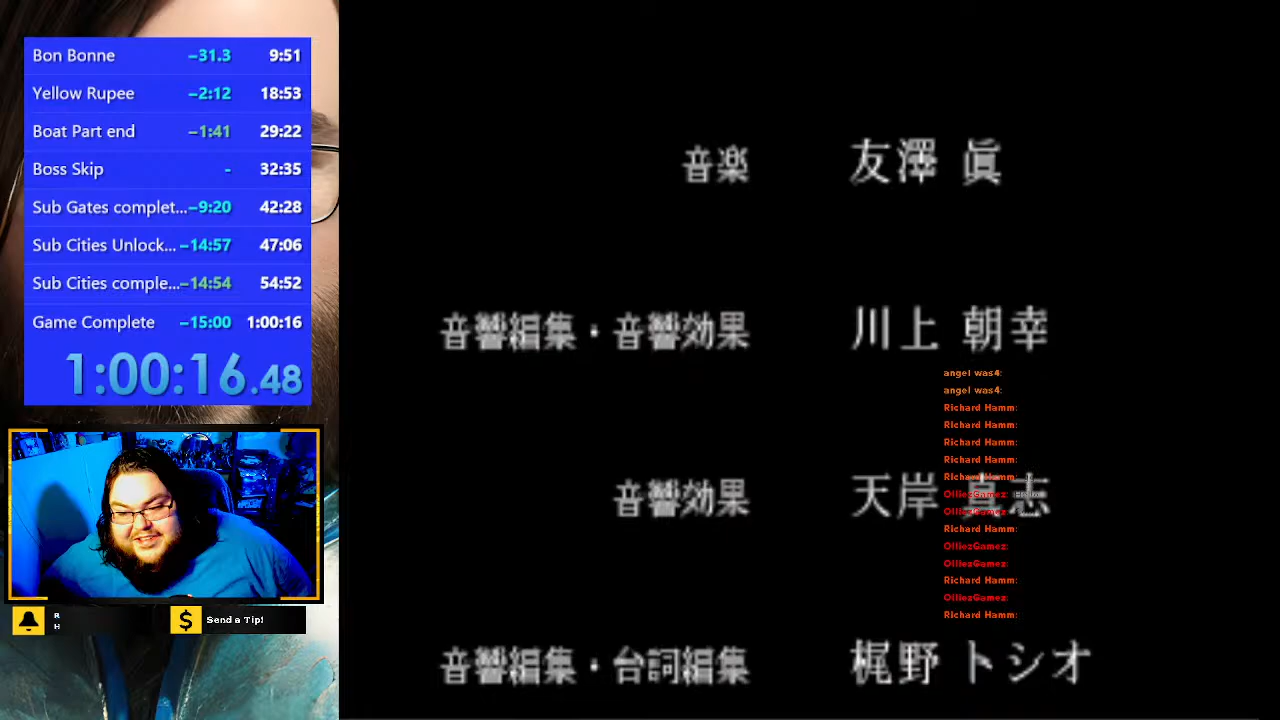 Bon Bonne −31.3 9:51
Yellow Rupee −2:12 18:53
Boat Part end −1:41 29:22
Boss Skip - 32:35
Sub Gates complet... −9:20 42:28
Sub Cities Unlock... −14:57 47:06
Sub Cities comple... −14:54 54:52
Game Complete −15:00 1:00:16
1:00:16.48
R
H
Send a Tip!
音楽 友澤 眞
音響編集・音響効果 川上 朝幸
音響効果 天岸 真志
音響編集・台詞編集 梶野 トシオ
angel was4:
angel was4:
Richard Hamm:
Richard Hamm:
Richard Hamm:
Richard Hamm:
Richard Hamm:
OlliezGamez: Hello
OlliezGamez:
Richard Hamm:
OlliezGamez:
OlliezGamez:
Richard Hamm:
OlliezGamez:
Richard Hamm: